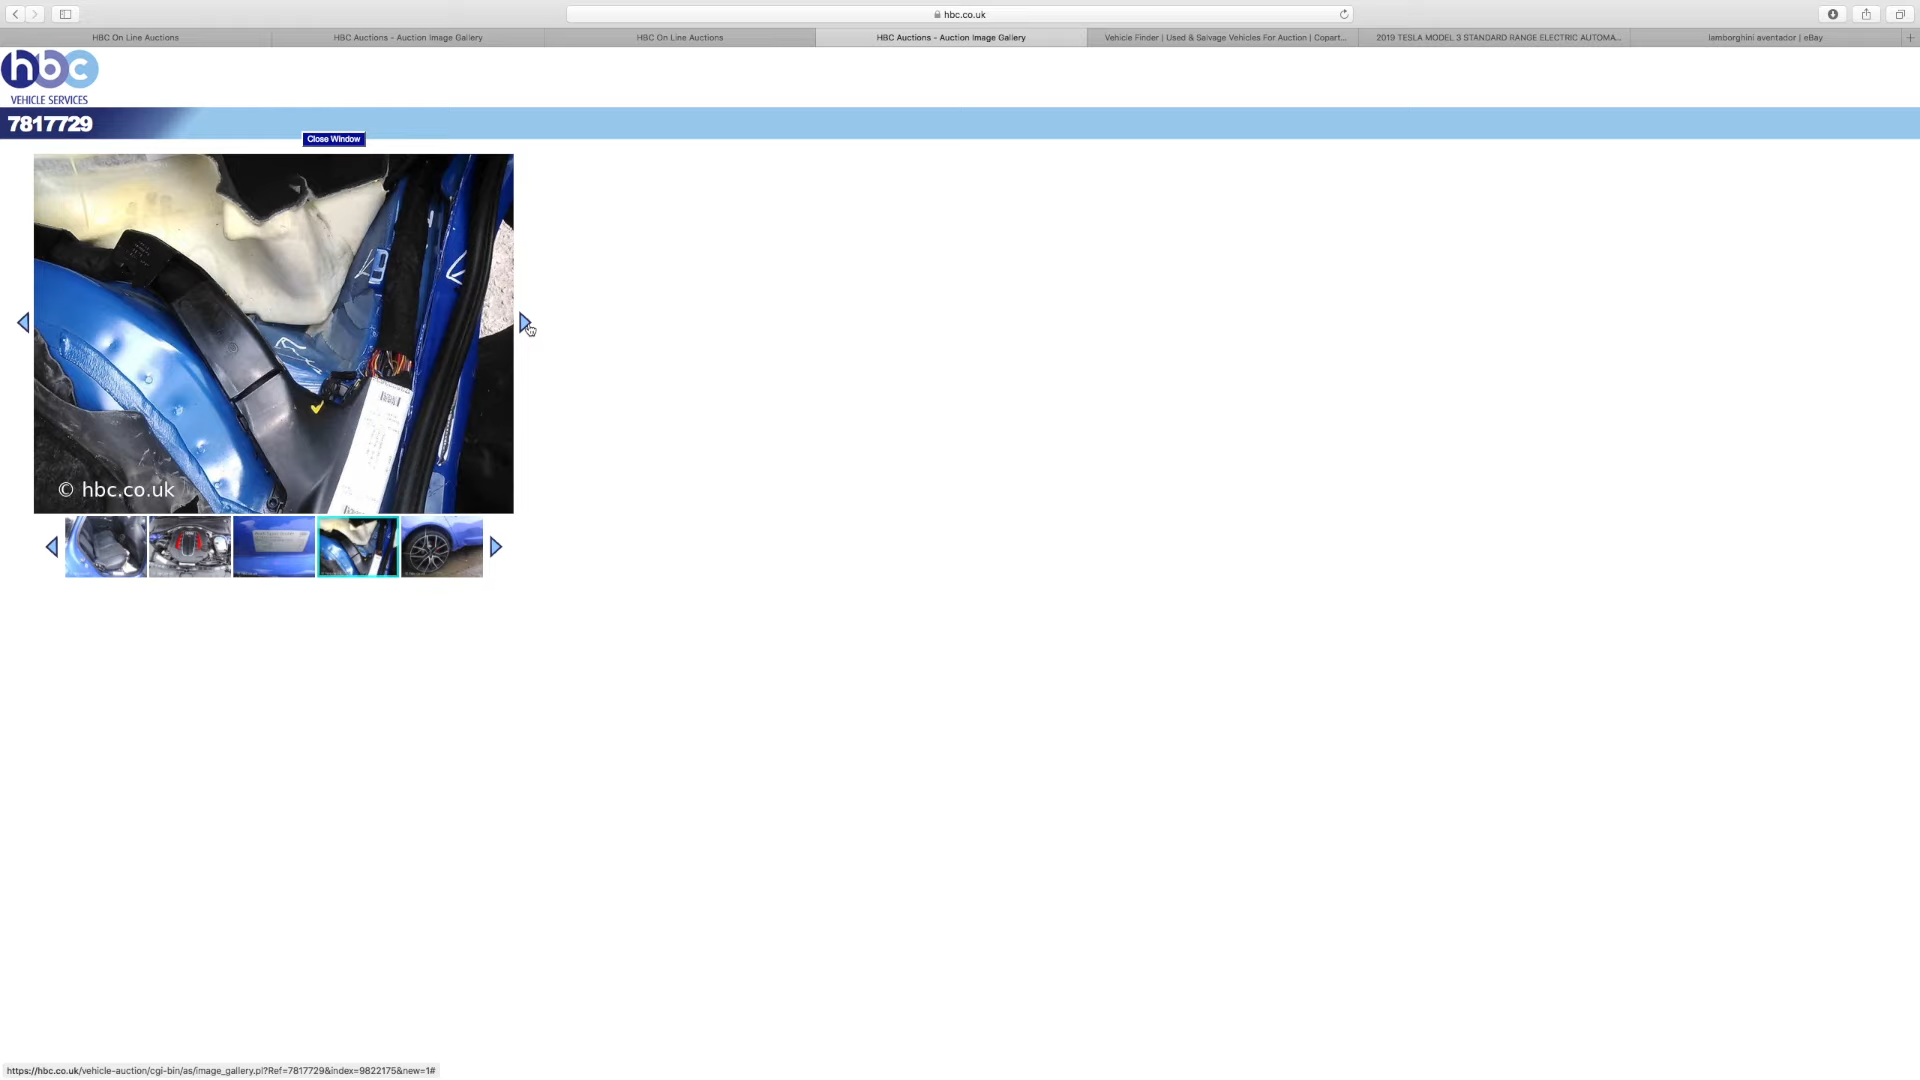 hbc.co.uk
HBC On Line Auctions
HBC Auctions - Auction Image Gallery
HBC On Line Auctions
HBC Auctions - Auction Image Gallery
Vehicle Finder | Used & Salvage Vehicles For Auction | Copart...
2019 TESLA MODEL 3 STANDARD RANGE ELECTRIC AUTOMA...
lamborghini aventador | eBay
hbc
VEHICLE SERVICES
7817729
Close Window
© hbc.co.uk
https://hbc.co.uk/vehicle-auction/cgi-bin/as/image_gallery.pl?Ref=7817729&index=9822175&new=1#